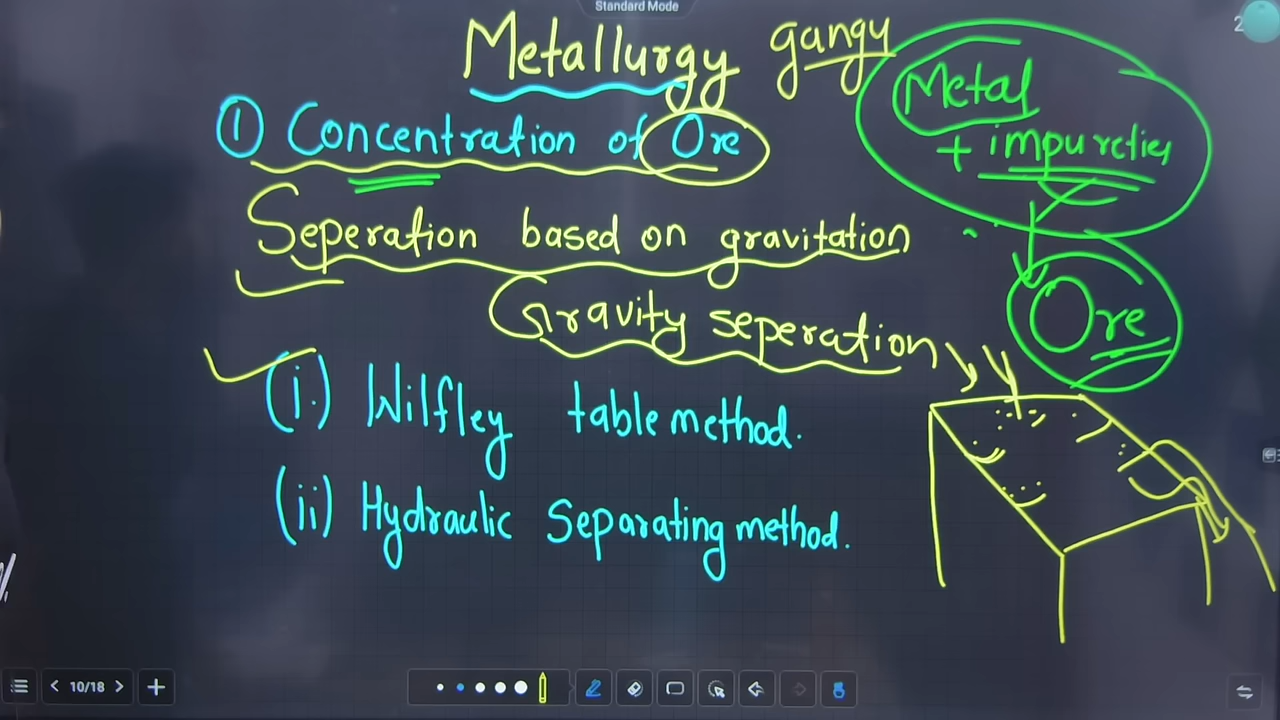 Standard Mode
Metallurgy gangy
① Concentration of Ore
Metal
+ impureties
Seperation based on gravitation
Ore
Gravity seperation
(i.) Wilfley table method.
(ii) Hydraulic Separating method.
10/18